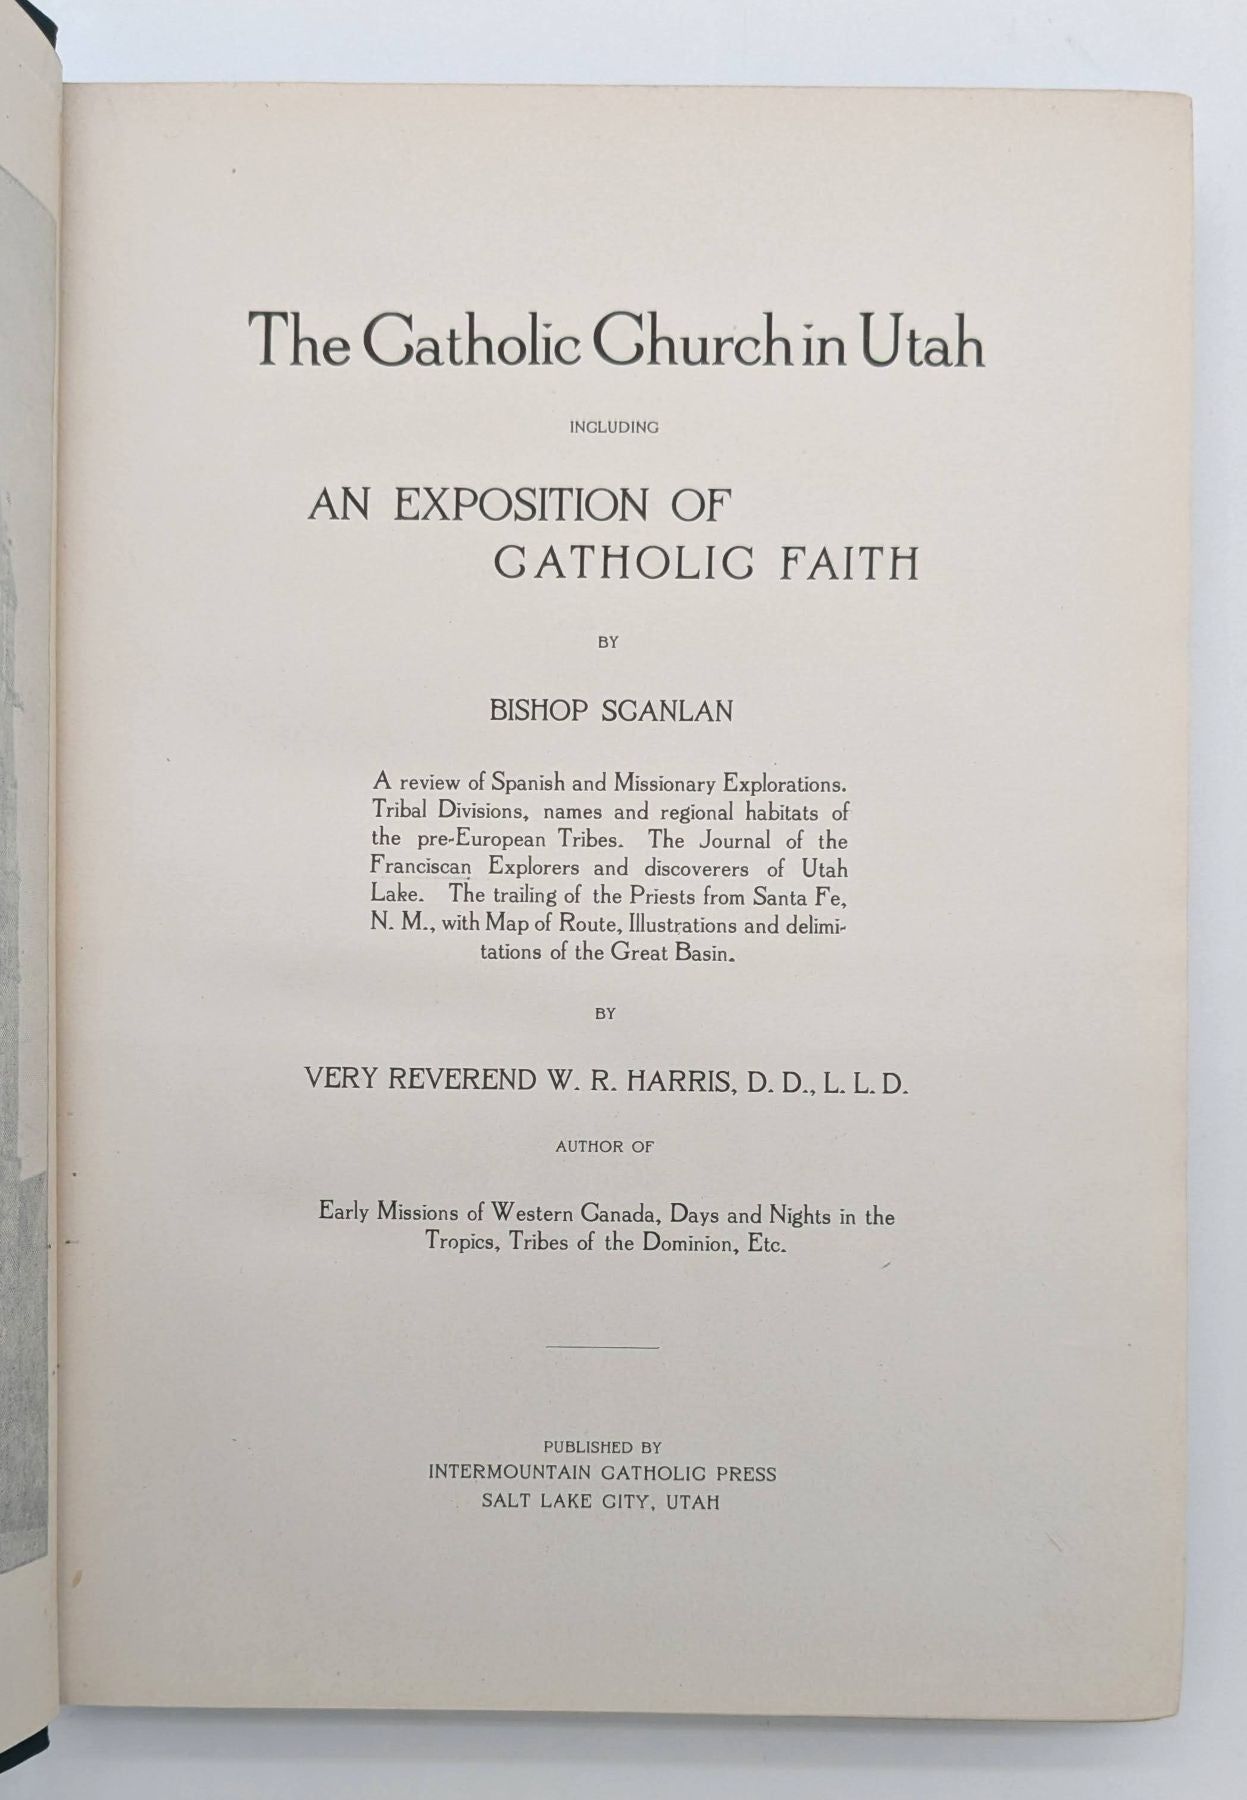 The Catholic Church in Utah
INCLUDING
AN EXPOSITION OF
CATHOLIC FAITH
BY
BISHOP SCANLAN
A review of Spanish and Missionary Explorations.
Tribal Divisions, names and regional habitats of
the pre-European Tribes. The Journal of the
Franciscan Explorers and discoverers of Utah
Lake. The trailing of the Priests from Santa Fe,
N. M., with Map of Route, Illustrations and delimi-
tations of the Great Basin.
BY
VERY REVEREND W. R. HARRIS, D. D., L. L. D.
AUTHOR OF
Early Missions of Western Canada, Days and Nights in the
Tropics, Tribes of the Dominion, Etc.
PUBLISHED BY
INTERMOUNTAIN CATHOLIC PRESS
SALT LAKE CITY, UTAH